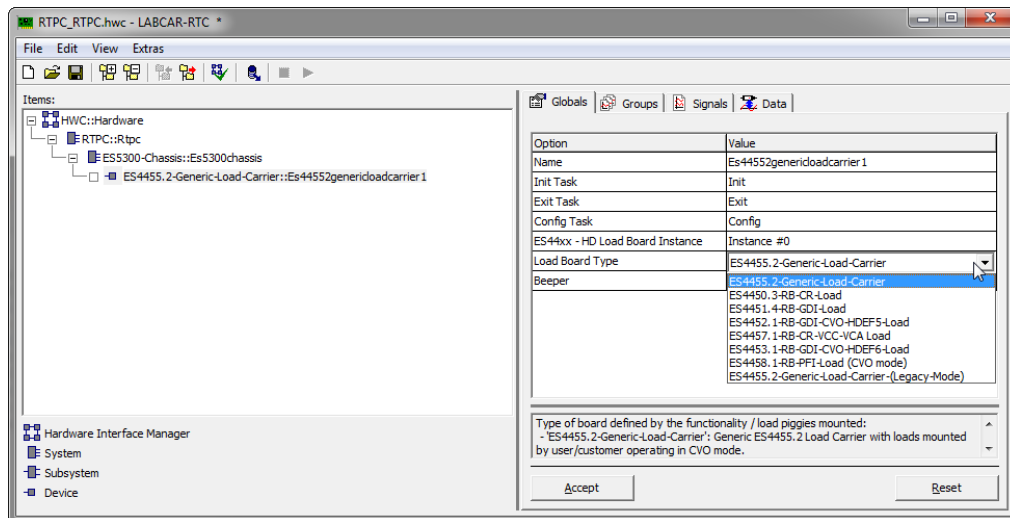 RTPC_RTPC.hwc - LABCAR-RTC *
File Edit View Extras
Items:
HWC::Hardware
RTPC::Rtpc
ES5300-Chassis::Es5300chassis
ES4455.2-Generic-Load-Carrier::Es44552genericloadcarrier1
Hardware Interface Manager
System
Subsystem
Device
Globals Groups Signals Data
Option Value
Name Es44552genericloadcarrier1
Init Task Init
Exit Task Exit
Config Task Config
ES44xx - HD Load Board Instance Instance #0
Load Board Type ES4455.2-Generic-Load-Carrier
Beeper ES4455.2-Generic-Load-Carrier
ES4450.3-RB-CR-Load
ES4451.4-RB-GDI-Load
ES4452.1-RB-GDI-CVO-HDEF5-Load
ES4457.1-RB-CR-VCC-VCA Load
ES4453.1-RB-GDI-CVO-HDEF6-Load
ES4458.1-RB-PFI-Load (CVO mode)
ES4455.2-Generic-Load-Carrier-(Legacy-Mode)
Type of board defined by the functionality / load piggies mounted:
- 'ES4455.2-Generic-Load-Carrier': Generic ES4455.2 Load Carrier with loads mounted
by user/customer operating in CVO mode.
Accept Reset